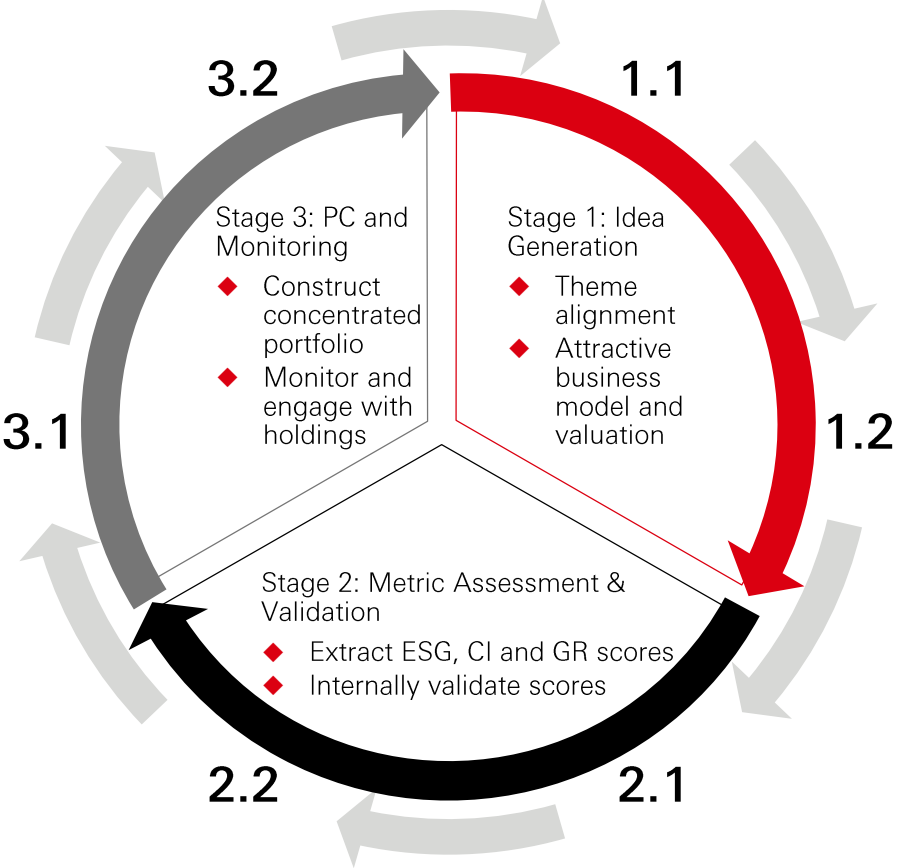 1.1
Stage 1: Idea
Generation
Theme
alignment
Attractive
business
model and
valuation
1.2
2.1
Stage 2: Metric Assessment &
Validation
Extract ESG, CI and GR scores
Internally validate scores
2.2
3.1
Stage 3: PC and
Monitoring
Construct
concentrated
portfolio
Monitor and
engage with
holdings
3.2